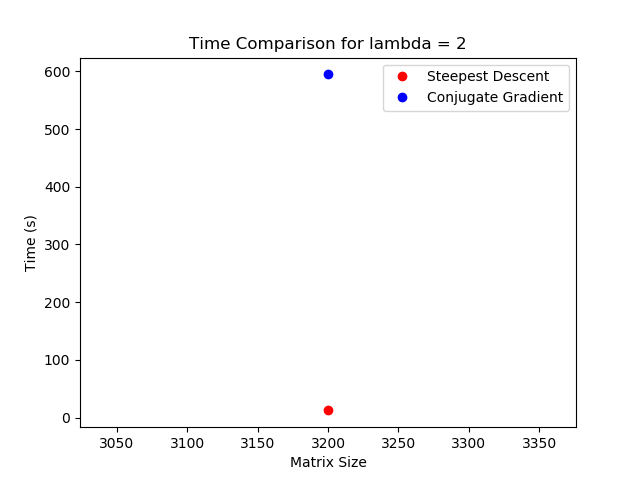 Time Comparison for lambda = 2
Steepest Descent
Conjugate Gradient
600
500
400
300
200
100
0
Time (s)
3050 3100 3150 3200 3250 3300 3350
Matrix Size